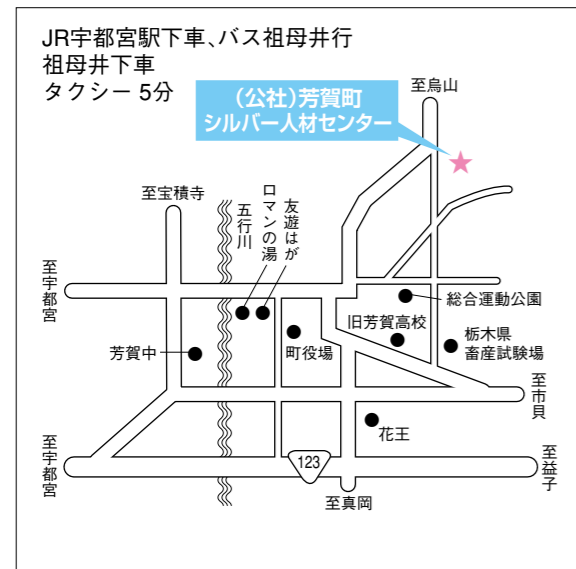 JR宇都宮駅下車、バス祖母井行
祖母井下車
タクシー 5分
(公社)芳賀町
シルバー人材センター
至烏山
至宝積寺
五行川
ロマンの湯
友遊はが
至宇都宮
総合運動公園
旧芳賀高校
栃木県
畜産試験場
町役場
芳賀中
至市貝
花王
至宇都宮
123
至益子
至真岡